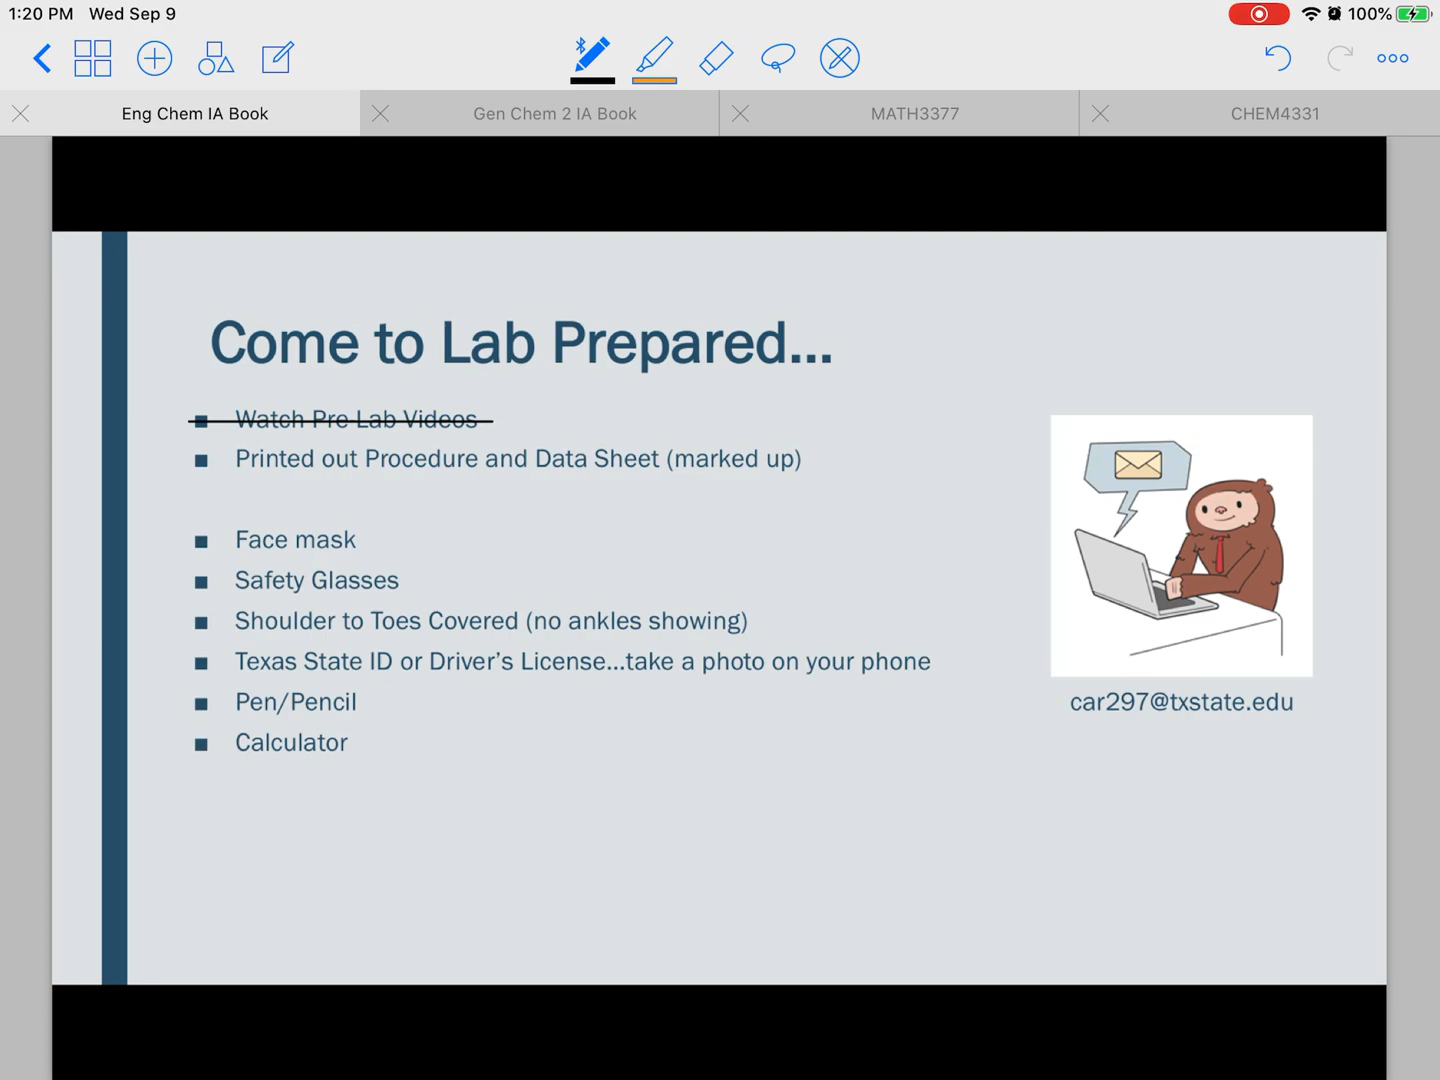 1:20 PM Wed Sep 9
100%
Eng Chem IA Book
Gen Chem 2 IA Book
MATH3377
CHEM4331
Come to Lab Prepared...
■ Watch Pre Lab Videos
■ Printed out Procedure and Data Sheet (marked up)
■ Face mask
■ Safety Glasses
■ Shoulder to Toes Covered (no ankles showing)
■ Texas State ID or Driver’s License...take a photo on your phone
■ Pen/Pencil
■ Calculator
car297@txstate.edu